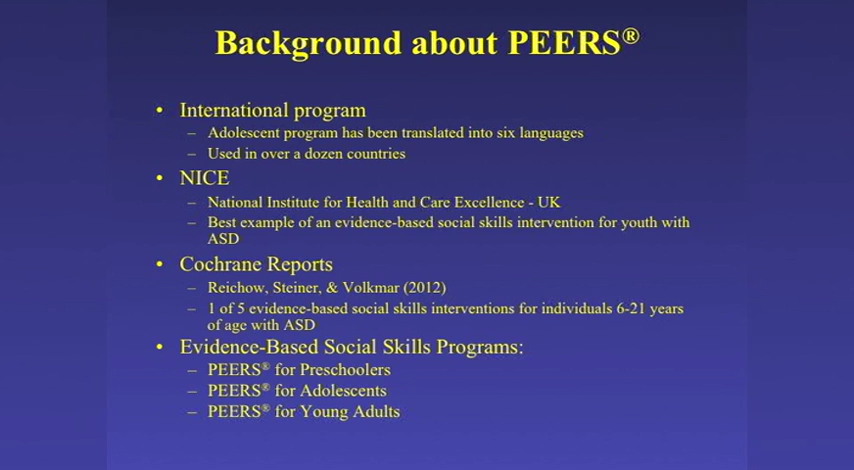 Background about PEERS®
• International program
– Adolescent program has been translated into six languages
– Used in over a dozen countries
• NICE
– National Institute for Health and Care Excellence - UK
– Best example of an evidence-based social skills intervention for youth with
ASD
• Cochrane Reports
– Reichow, Steiner, & Volkmar (2012)
– 1 of 5 evidence-based social skills interventions for individuals 6-21 years
of age with ASD
• Evidence-Based Social Skills Programs:
– PEERS® for Preschoolers
– PEERS® for Adolescents
– PEERS® for Young Adults